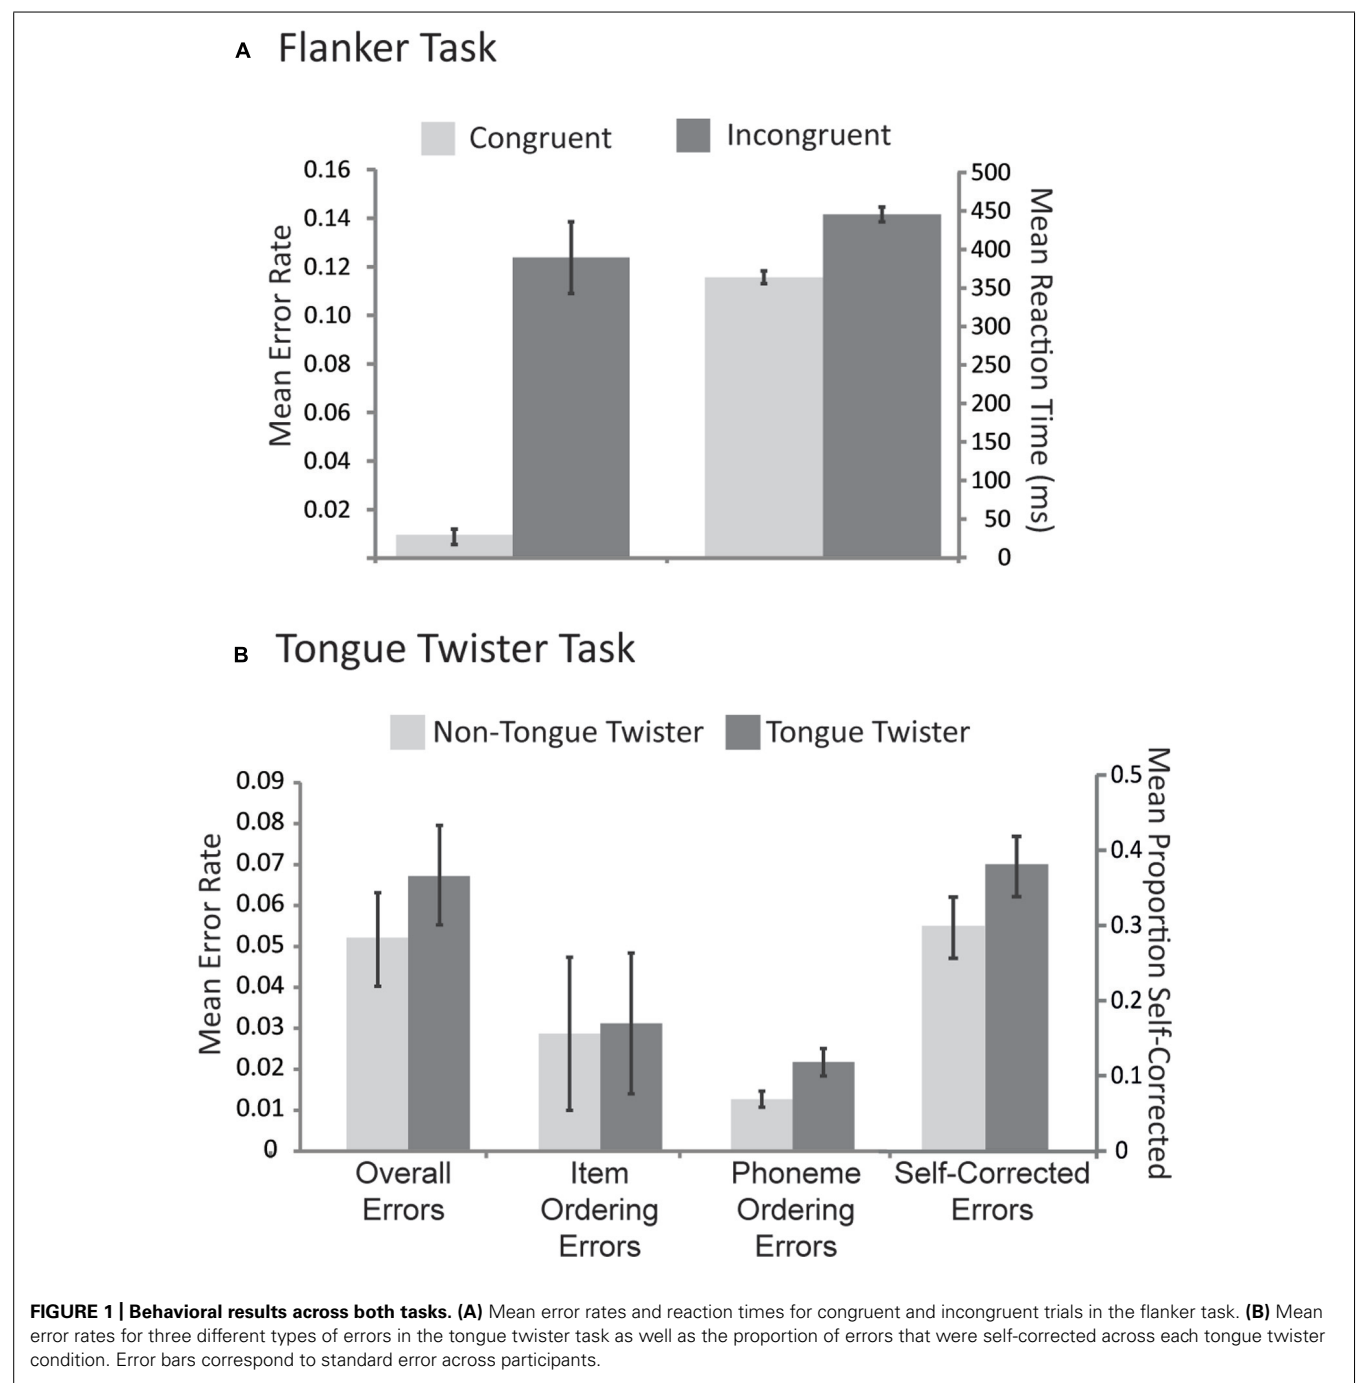 A Flanker Task
Congruent Incongruent
Mean Error Rate
0.16
0.14
0.12
0.10
0.08
0.06
0.04
0.02
500
450
400
350
300
250
200
150
100
50
0
Mean Reaction Time (ms)
B Tongue Twister Task
Non-Tongue Twister Tongue Twister
Mean Error Rate
0.09
0.08
0.07
0.06
0.05
0.04
0.03
0.02
0.01
0
0.5
0.4
0.3
0.2
0.1
0
Mean Proportion Self-Corrected
Overall
Errors
Item
Ordering
Errors
Phoneme
Ordering
Errors
Self-Corrected
Errors
FIGURE 1 | Behavioral results across both tasks. (A) Mean error rates and reaction times for congruent and incongruent trials in the flanker task. (B) Mean
error rates for three different types of errors in the tongue twister task as well as the proportion of errors that were self-corrected across each tongue twister
condition. Error bars correspond to standard error across participants.